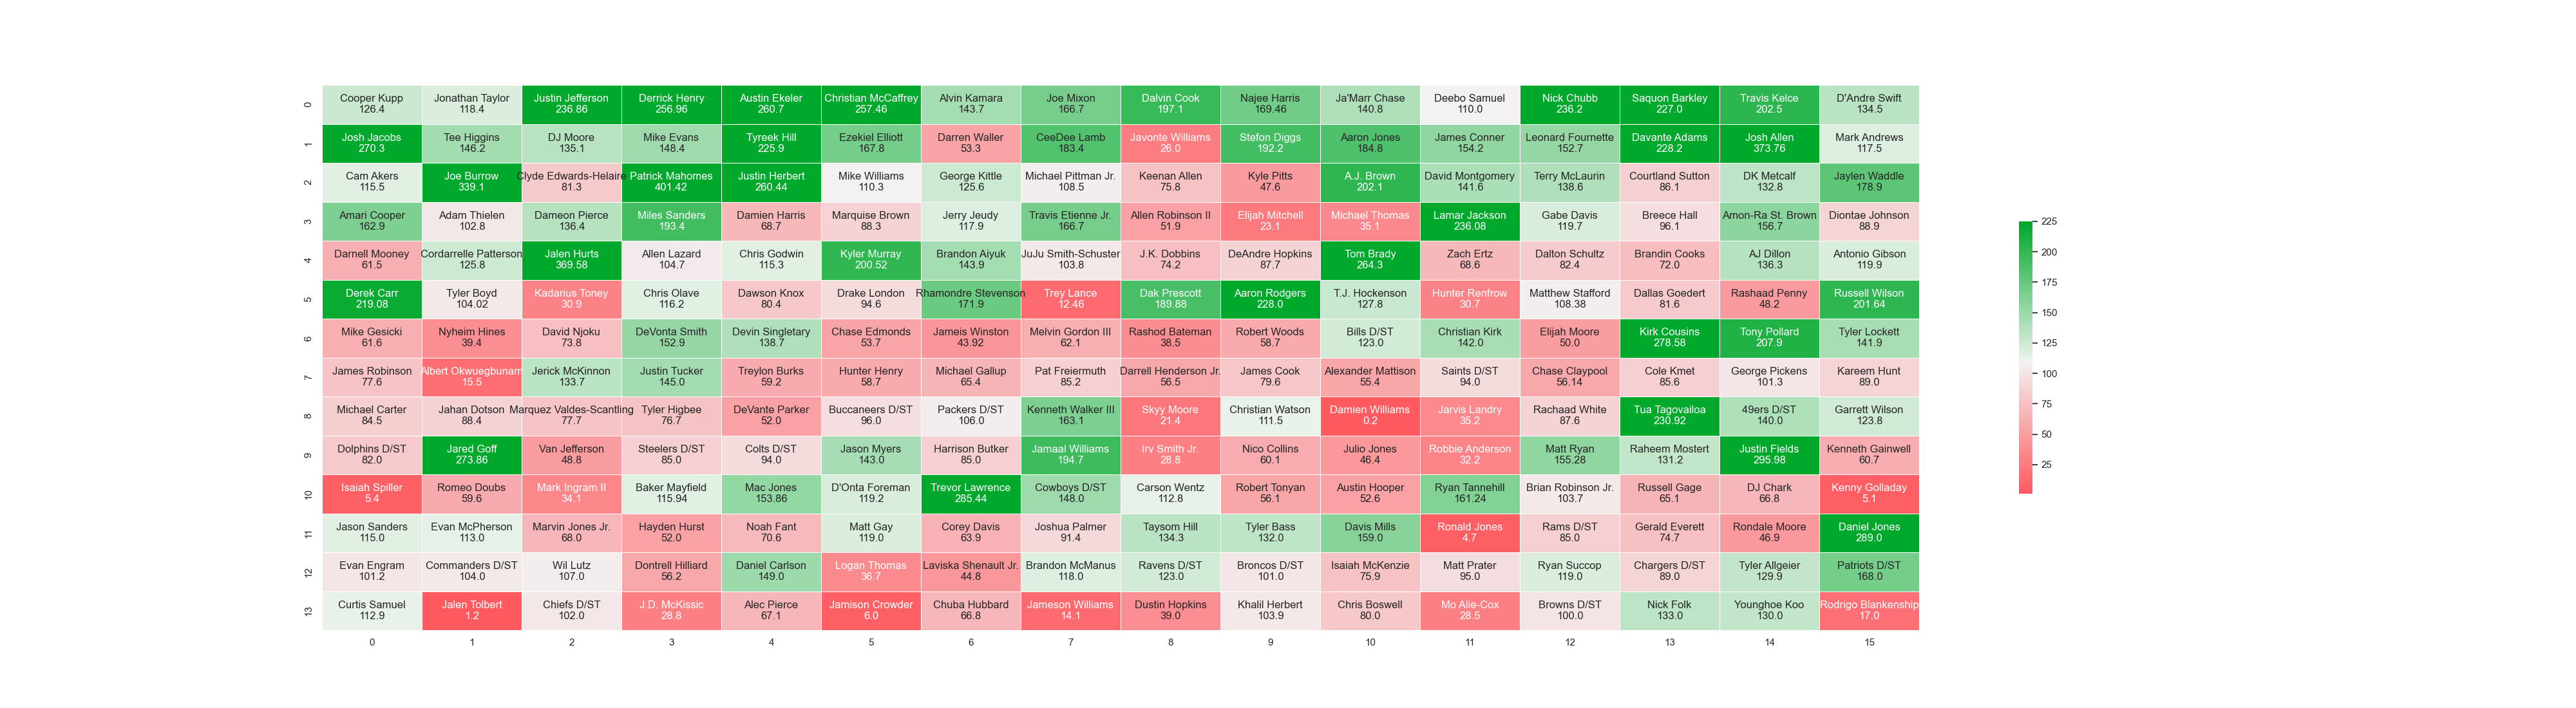 Cooper Kupp Jonathan Taylor Justin Jefferson Derrick Henry Austin Ekeler Christian McCaffrey Alvin Kamara Joe Mixon Dalvin Cook Najee Harris Ja'Marr Chase Deebo Samuel Nick Chubb Saquon Barkley Travis Kelce D'Andre Swift
0 126.4 118.4 236.86 256.96 260.7 257.46 143.7 166.7 197.1 169.46 140.8 110.0 236.2 227.0 202.5 134.5
Josh Jacobs Tee Higgins DJ Moore Mike Evans Tyreek Hill Ezekiel Elliott Darren Waller CeeDee Lamb Javonte Williams Stefon Diggs Aaron Jones James Conner Leonard Fournette Davante Adams Josh Allen Mark Andrews
1 270.3 146.2 135.1 148.4 225.9 167.8 53.3 183.4 26.0 192.2 184.8 154.2 152.7 228.2 373.76 117.5
Cam Akers Joe Burrow Clyde Edwards-Helaire Patrick Mahomes Justin Herbert Mike Williams George Kittle Michael Pittman Jr. Keenan Allen Kyle Pitts A.J. Brown David Montgomery Terry McLaurin Courtland Sutton DK Metcalf Jaylen Waddle
2 115.5 339.1 81.3 401.42 260.44 110.3 125.6 108.5 75.8 47.6 202.1 141.6 138.6 86.1 132.8 178.9
Amari Cooper Adam Thielen Dameon Pierce Miles Sanders Damien Harris Marquise Brown Jerry Jeudy Travis Etienne Jr. Allen Robinson II Elijah Mitchell Michael Thomas Lamar Jackson Gabe Davis Breece Hall Amon-Ra St. Brown Diontae Johnson
3 162.9 102.8 136.4 193.4 68.7 88.3 117.9 166.7 51.9 23.1 35.1 236.08 119.7 96.1 156.7 88.9
Darnell Mooney Cordarrelle Patterson Jalen Hurts Allen Lazard Chris Godwin Kyler Murray Brandon Aiyuk JuJu Smith-Schuster J.K. Dobbins DeAndre Hopkins Tom Brady Zach Ertz Dalton Schultz Brandin Cooks AJ Dillon Antonio Gibson
4 61.5 125.8 369.58 104.7 115.3 200.52 143.9 103.8 74.2 87.7 264.3 68.6 82.4 72.0 136.3 119.9
Derek Carr Tyler Boyd Kadarius Toney Chris Olave Dawson Knox Drake London Rhamondre Stevenson Trey Lance Dak Prescott Aaron Rodgers T.J. Hockenson Hunter Renfrow Matthew Stafford Dallas Goedert Rashaad Penny Russell Wilson
5 219.08 104.02 30.9 116.2 80.4 94.6 171.9 12.46 189.88 228.0 127.8 30.7 108.38 81.6 48.2 201.64
Mike Gesicki Nyheim Hines David Njoku DeVonta Smith Devin Singletary Chase Edmonds Jameis Winston Melvin Gordon III Rashod Bateman Robert Woods Bills D/ST Christian Kirk Elijah Moore Kirk Cousins Tony Pollard Tyler Lockett
6 61.6 39.4 73.8 152.9 138.7 53.7 43.92 62.1 38.5 58.7 123.0 142.0 50.0 278.58 207.9 141.9
James Robinson Albert Okwuegbunam Jerick McKinnon Justin Tucker Treylon Burks Hunter Henry Michael Gallup Pat Freiermuth Darrell Henderson Jr. James Cook Alexander Mattison Saints D/ST Chase Claypool Cole Kmet George Pickens Kareem Hunt
7 77.6 15.5 133.7 145.0 59.2 58.7 65.4 85.2 56.5 79.6 55.4 94.0 56.14 85.6 101.3 89.0
Michael Carter Jahan Dotson Marquez Valdes-Scantling Tyler Higbee DeVante Parker Buccaneers D/ST Packers D/ST Kenneth Walker III Skyy Moore Christian Watson Damien Williams Jarvis Landry Rachaad White Tua Tagovailoa 49ers D/ST Garrett Wilson
8 84.5 88.4 77.7 76.7 52.0 96.0 106.0 163.1 21.4 111.5 0.2 35.2 87.6 230.92 140.0 123.8
Dolphins D/ST Jared Goff Van Jefferson Steelers D/ST Colts D/ST Jason Myers Harrison Butker Jamaal Williams Irv Smith Jr. Nico Collins Julio Jones Robbie Anderson Matt Ryan Raheem Mostert Justin Fields Kenneth Gainwell
9 82.0 273.86 48.8 85.0 94.0 143.0 85.0 194.7 28.8 60.1 46.4 32.2 155.28 131.2 295.98 60.7
Isaiah Spiller Romeo Doubs Mark Ingram II Baker Mayfield Mac Jones D'Onta Foreman Trevor Lawrence Cowboys D/ST Carson Wentz Robert Tonyan Austin Hooper Ryan Tannehill Brian Robinson Jr. Russell Gage DJ Chark Kenny Golladay
10 5.4 59.6 34.1 115.94 153.86 119.2 285.44 148.0 112.8 56.1 52.6 161.24 103.7 65.1 66.8 5.1
Jason Sanders Evan McPherson Marvin Jones Jr. Hayden Hurst Noah Fant Matt Gay Corey Davis Joshua Palmer Taysom Hill Tyler Bass Davis Mills Ronald Jones Rams D/ST Gerald Everett Rondale Moore Daniel Jones
11 115.0 113.0 68.0 52.0 70.6 119.0 63.9 91.4 134.3 132.0 159.0 4.7 85.0 74.7 46.9 289.0
Evan Engram Commanders D/ST Wil Lutz Dontrell Hilliard Daniel Carlson Logan Thomas Laviska Shenault Jr. Brandon McManus Ravens D/ST Broncos D/ST Isaiah McKenzie Matt Prater Ryan Succop Chargers D/ST Tyler Allgeier Patriots D/ST
12 101.2 104.0 107.0 56.2 149.0 36.7 44.8 118.0 123.0 101.0 75.9 95.0 119.0 89.0 129.9 168.0
Curtis Samuel Jalen Tolbert Chiefs D/ST J.D. McKissic Alec Pierce Jamison Crowder Chuba Hubbard Jameson Williams Dustin Hopkins Khalil Herbert Chris Boswell Mo Alie-Cox Browns D/ST Nick Folk Younghoe Koo Rodrigo Blankenship
13 112.9 1.2 102.0 28.8 67.1 6.0 66.8 14.1 39.0 103.9 80.0 28.5 100.0 133.0 130.0 17.0
0 1 2 3 4 5 6 7 8 9 10 11 12 13 14 15
225
200
175
150
125
100
75
50
25